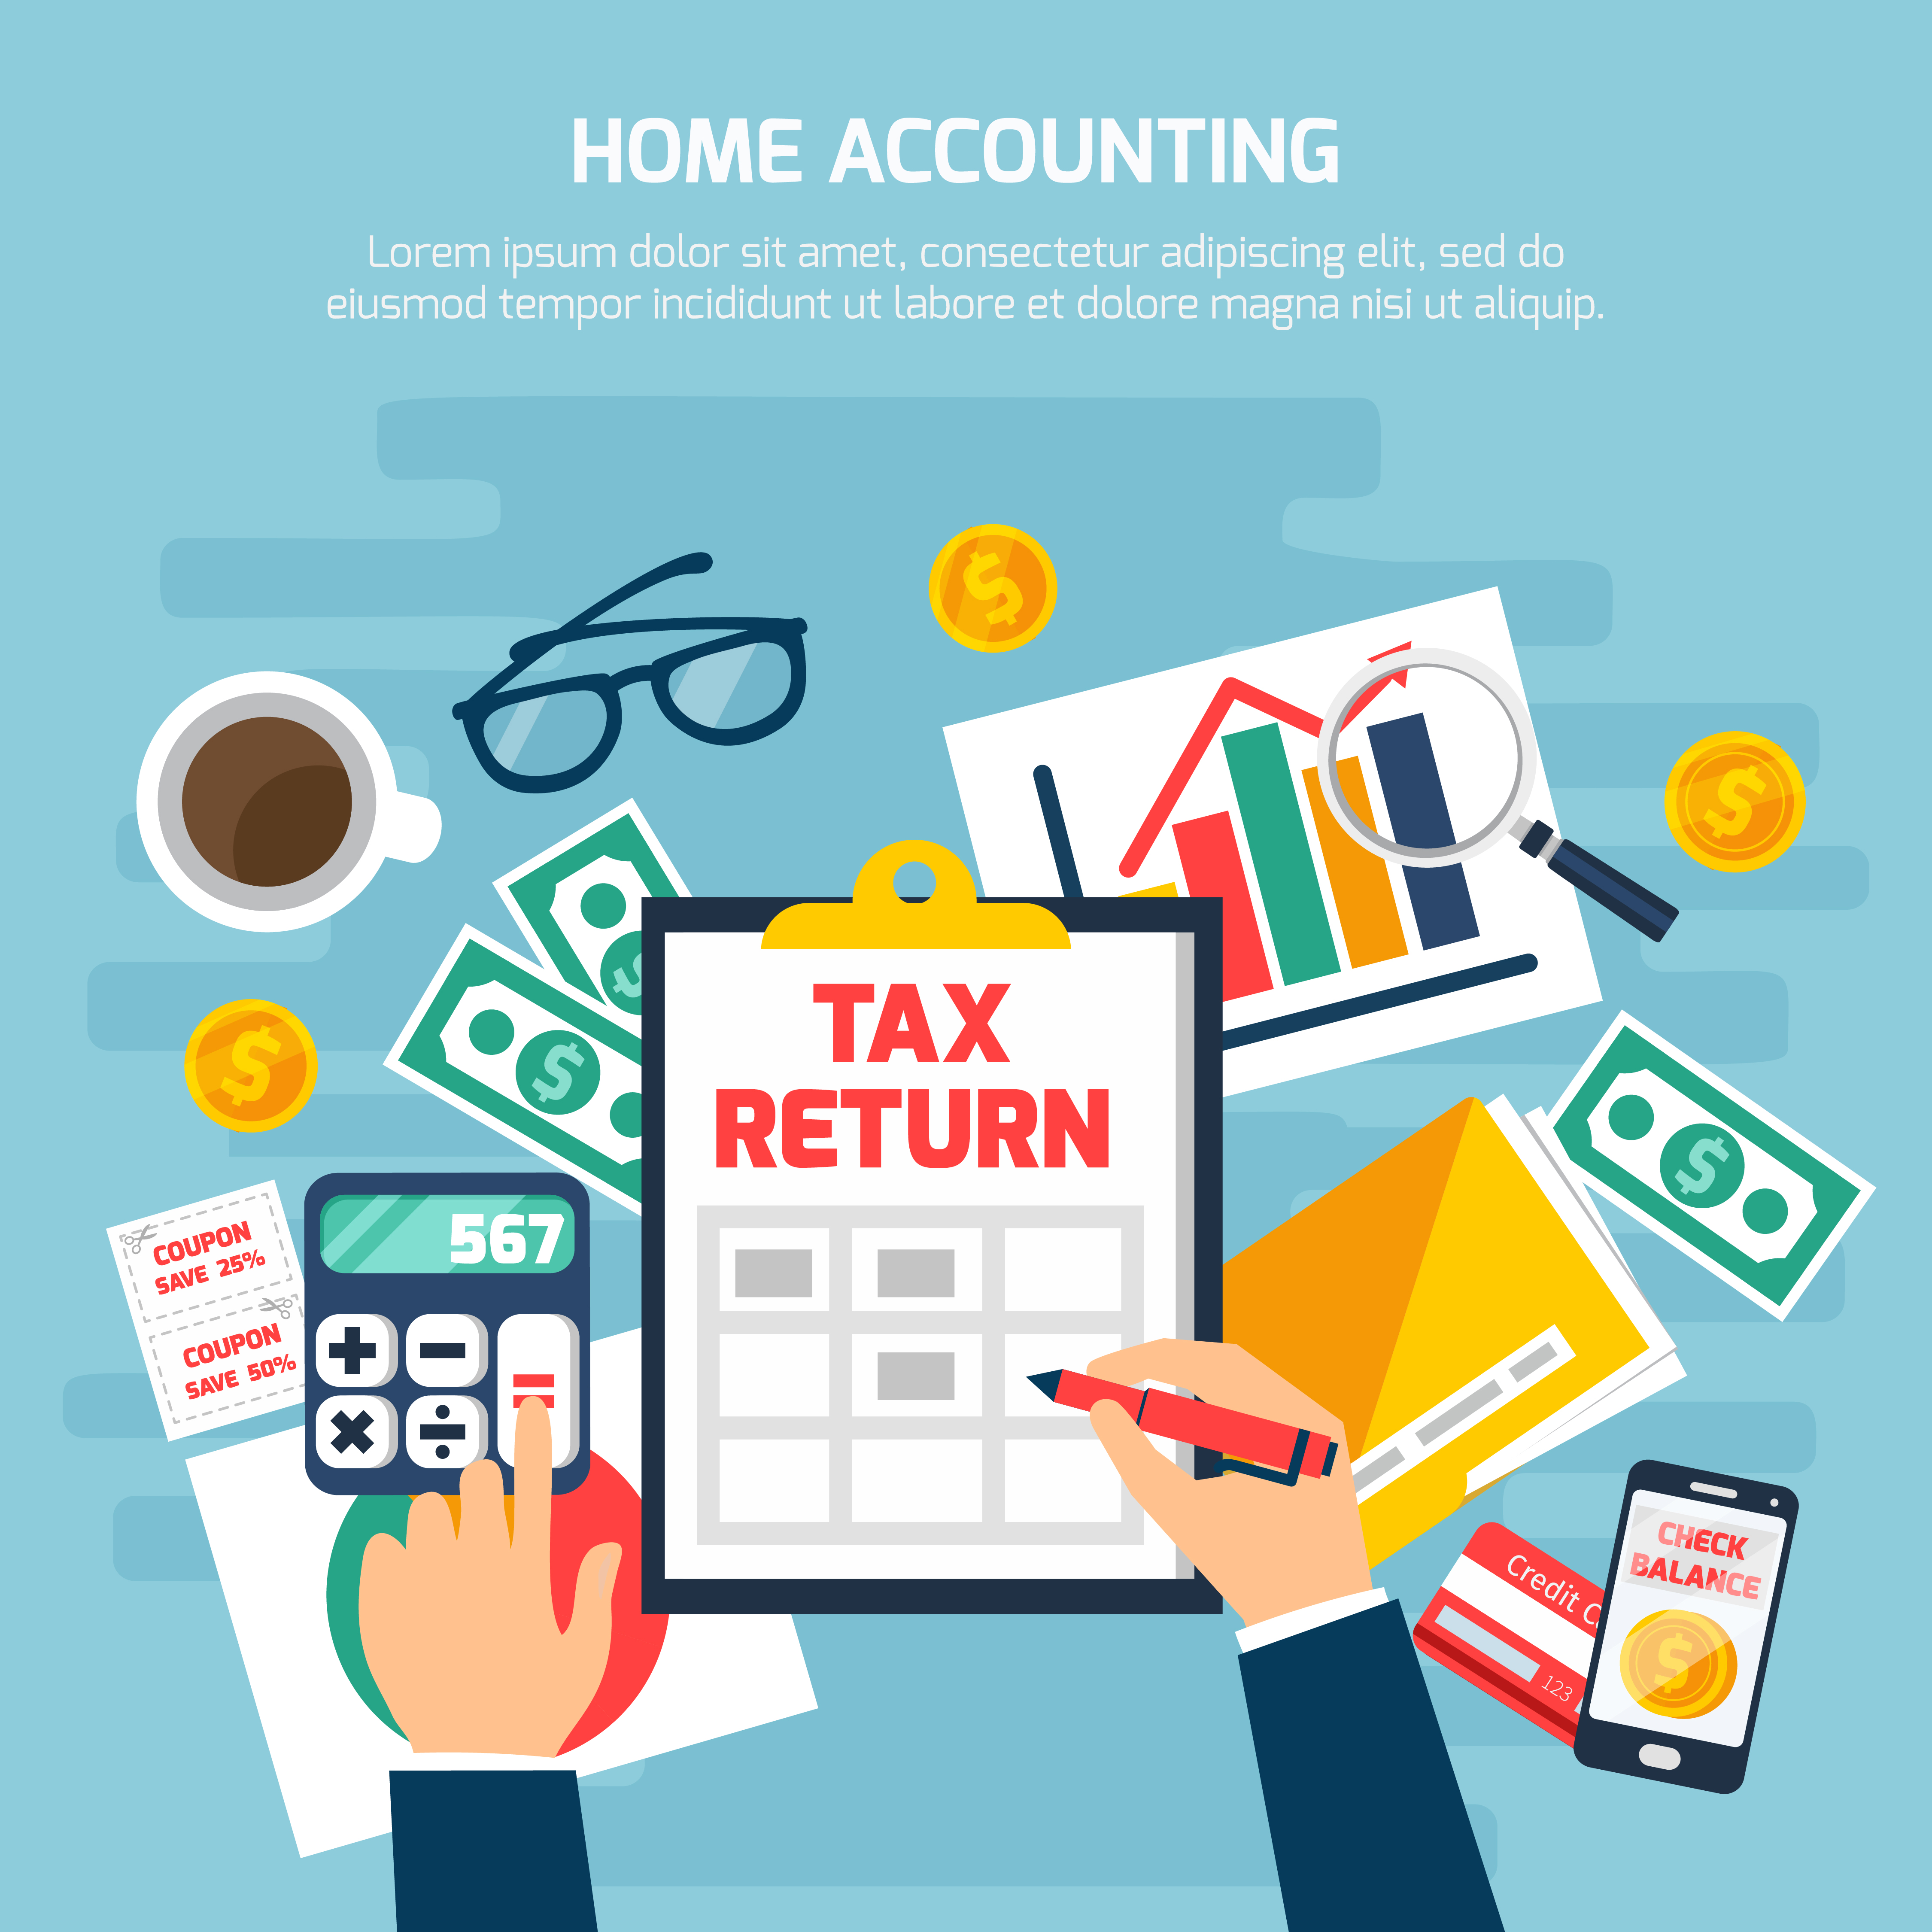 HOME ACCOUNTING
Lorem ipsum dolor sit amet, consectetur adipiscing elit, sed do
eiusmod tempor incididunt ut labore et dolore magna nisi ut aliquip.
$
$
$
$
$
TAX
RETURN
$
$
COUPON
SAVE 25%
COUPON
SAVE 50%
567
+
−
=
×
÷
Credit
123
CHECK
BALANCE
$